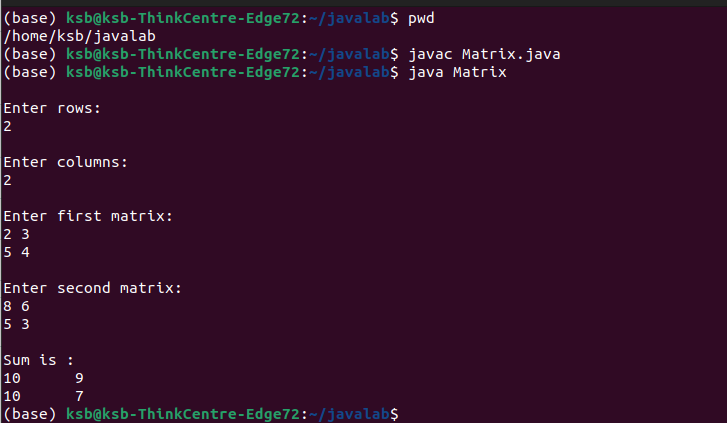 (base) ksb@ksb-ThinkCentre-Edge72:~/javalab$ pwd
/home/ksb/javalab
(base) ksb@ksb-ThinkCentre-Edge72:~/javalab$ javac Matrix.java
(base) ksb@ksb-ThinkCentre-Edge72:~/javalab$ java Matrix
Enter rows:
2
Enter columns:
2
Enter first matrix:
2 3
5 4
Enter second matrix:
8 6
5 3
Sum is :
10      9
10      7
(base) ksb@ksb-ThinkCentre-Edge72:~/javalab$